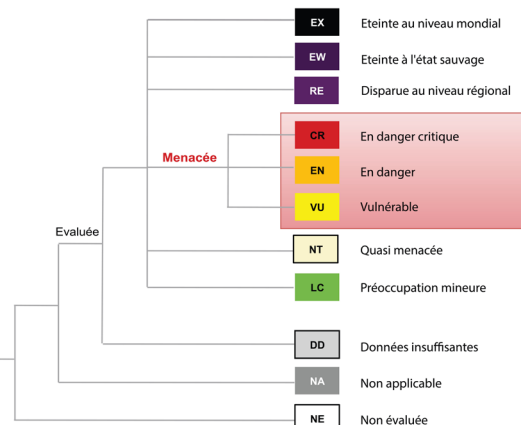 EX Eteinte au niveau mondial
EW Eteinte à l'état sauvage
RE Disparue au niveau régional
CR En danger critique
Menacée
EN En danger
VU Vulnérable
Evaluée
NT Quasi menacée
LC Préoccupation mineure
DD Données insuffisantes
NA Non applicable
NE Non évaluée